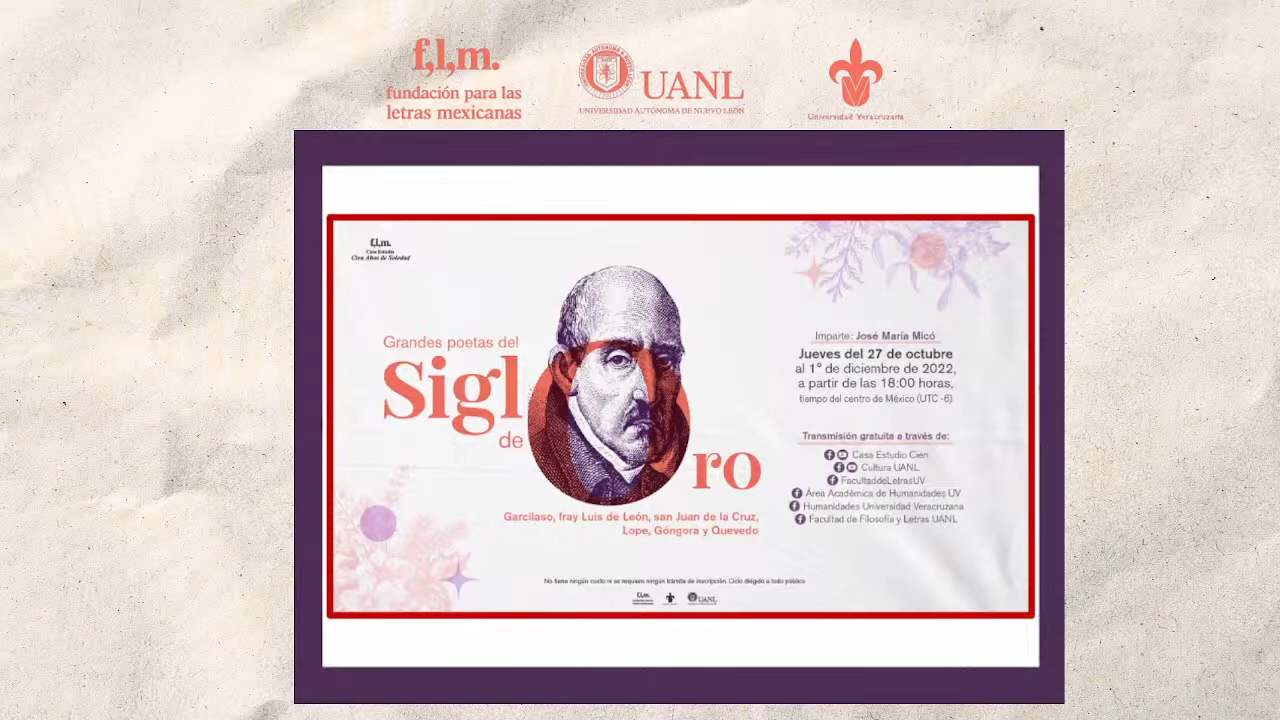 f,l,m.
fundación para las
letras mexicanas
UANL
UNIVERSIDAD AUTÓNOMA DE NUEVO LEÓN
Universidad Veracruzana
f,l,m.
Casa Estudio
Cien Años de Soledad
Grandes poetas del
Sigl
de
ro
Garcilaso, fray Luis de León, san Juan de la Cruz,
Lope, Góngora y Quevedo
Imparte: José María Micó
Jueves del 27 de octubre
al 1° de diciembre de 2022,
a partir de las 18:00 horas,
tiempo del centro de México (UTC -6)
Transmisión gratuita a través de:
Casa Estudio Cien
Cultura UANL
FacultaddeLetrasUV
Área Académica de Humanidades UV
Humanidades Universidad Veracruzana
Facultad de Filosofía y Letras UANL
No tiene ningún costo ni se requiere ningún trámite de inscripción. Ciclo dirigido a todo público
f,l,m.
UANL